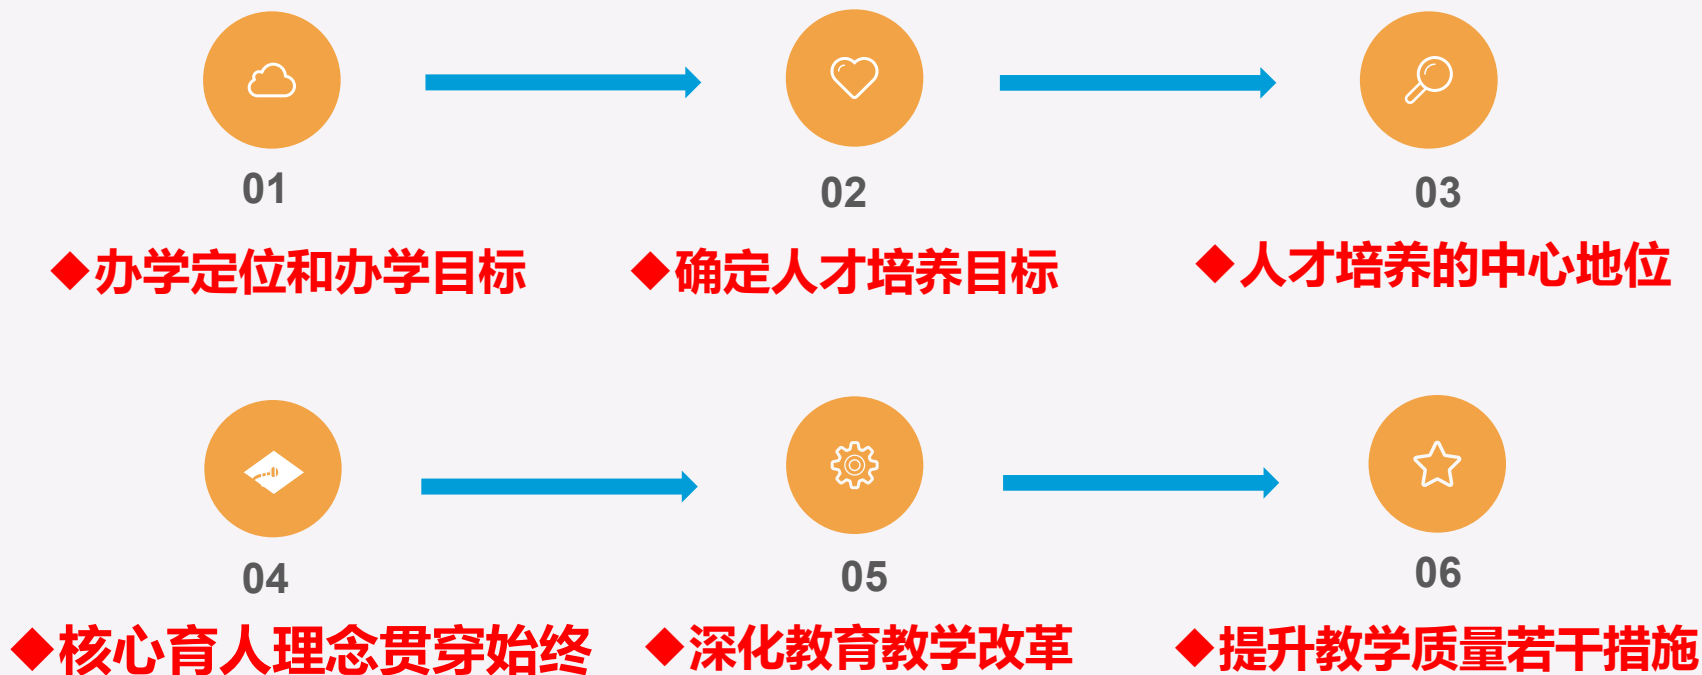 01
02
03
◆办学定位和办学目标
◆确定人才培养目标
◆人才培养的中心地位
04
05
06
◆核心育人理念贯穿始终
◆深化教育教学改革
◆提升教学质量若干措施